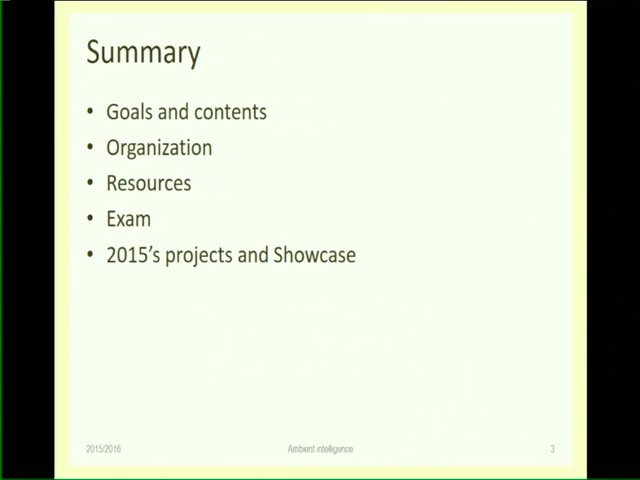 Summary
• Goals and contents
• Organization
• Resources
• Exam
• 2015's projects and Showcase
2015/2016 Ambient intelligence 3